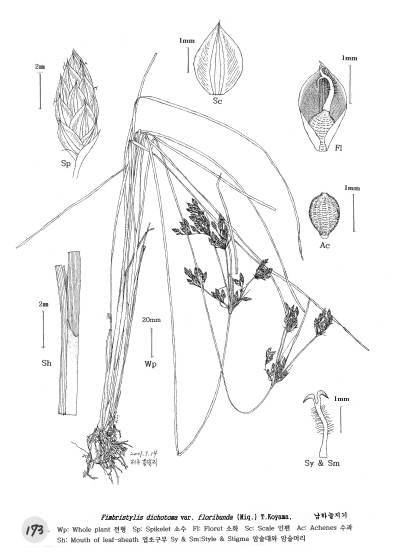 1mm
Sc
2mm
Sp
1mm
Fl
1mm
Ac
2mm
Sh
20mm
Wp
1mm
Sy & Sm
Fimbristylis dichotoma var. floribunda (Miq.) T.Koyama. 남하늘지기
193
Wp: Whole plant 전형 Sp: Spikelet 소수 Fl: Floret 소화 Sc: Scale 인편 Ac: Achenes 수과
Sh: Mouth of leaf-sheath 엽초구부 Sy & Sm:Style & Stigma 암술대와 암술머리